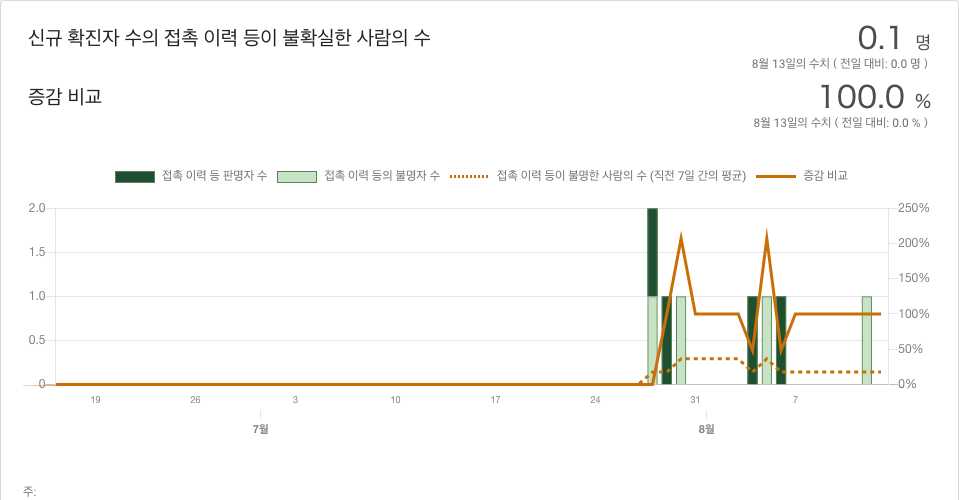 신규 확진자 수의 접촉 이력 등이 불확실한 사람의 수
0.1 명
8월 13일의 수치 ( 전일 대비: 0.0 명 )
증감 비교
100.0 %
8월 13일의 수치 ( 전일 대비: 0.0 % )
접촉 이력 등 판명자 수 접촉 이력 등의 불명자 수 접촉 이력 등이 불명한 사람의 수 (직전 7일 간의 평균) 증감 비교
2.0 250%
200%
1.5
150%
1.0
100%
0.5
50%
0 0%
19 26 3 10 17 24 31 7
7월 8월
주: